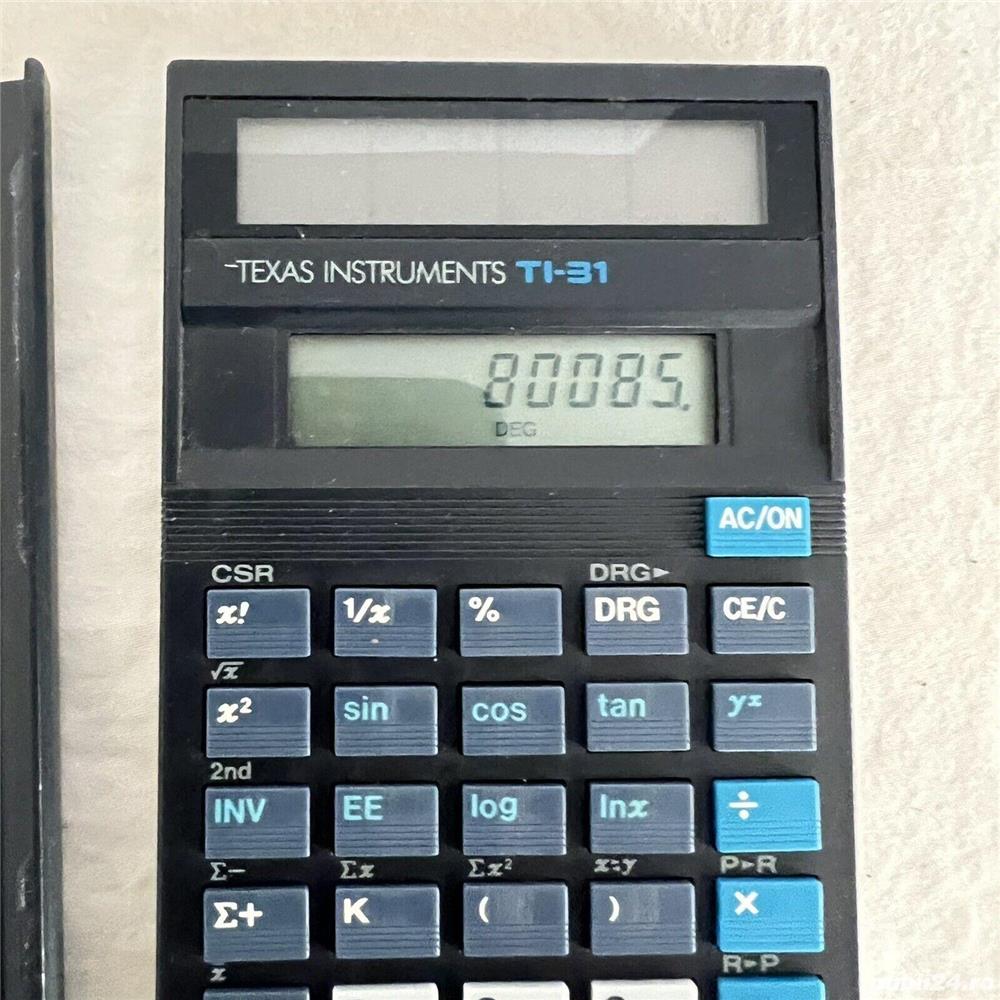 TEXAS INSTRUMENTS TI-31
80085.
DEG
AC/ON
CSR DRG►
x! 1/x % DRG CE/C
√x
x² sin cos tan yˣ
2nd
INV EE log lnx ÷
Σ− Σx Σx² x⇄y P►R
Σ+ K ( ) ×
R►P